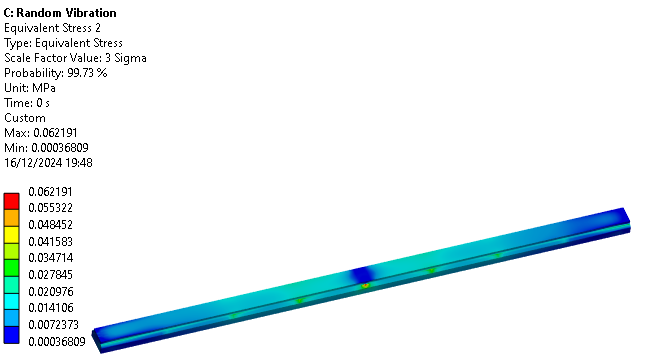 C: Random Vibration
Equivalent Stress 2
Type: Equivalent Stress
Scale Factor Value: 3 Sigma
Probability: 99.73 %
Unit: MPa
Time: 0 s
Custom
Max: 0.062191
Min: 0.00036809
16/12/2024 19:48
0.062191
0.055322
0.048452
0.041583
0.034714
0.027845
0.020976
0.014106
0.0072373
0.00036809